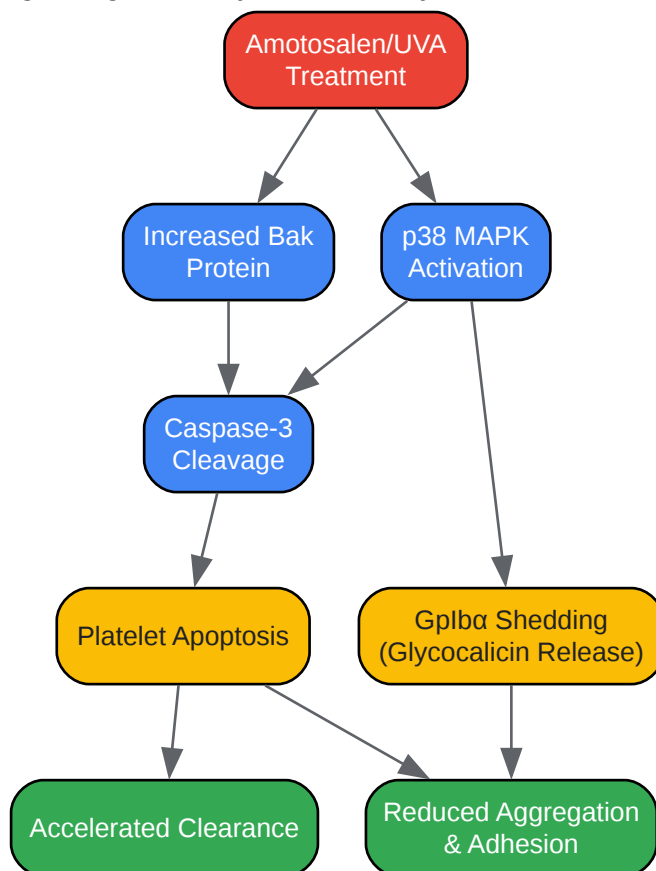 Amotosalen/UVA
Treatment
Increased Bak
Protein
p38 MAPK
Activation
Caspase-3
Cleavage
Platelet Apoptosis
GpIbα Shedding
(Glycocalicin Release)
Accelerated Clearance
Reduced Aggregation
& Adhesion